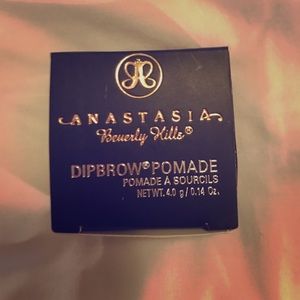 ANASTASIA
Beverly Hills®
DIPBROW® POMADE
POMADE À SOURCILS
NET WT. 4.0 g / 0.14 Oz.